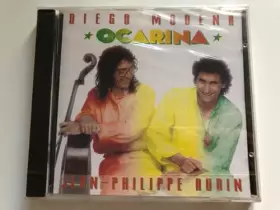 DIEGO MODENA
*OCARINA*
JEAN-PHILIPPE AUDIN